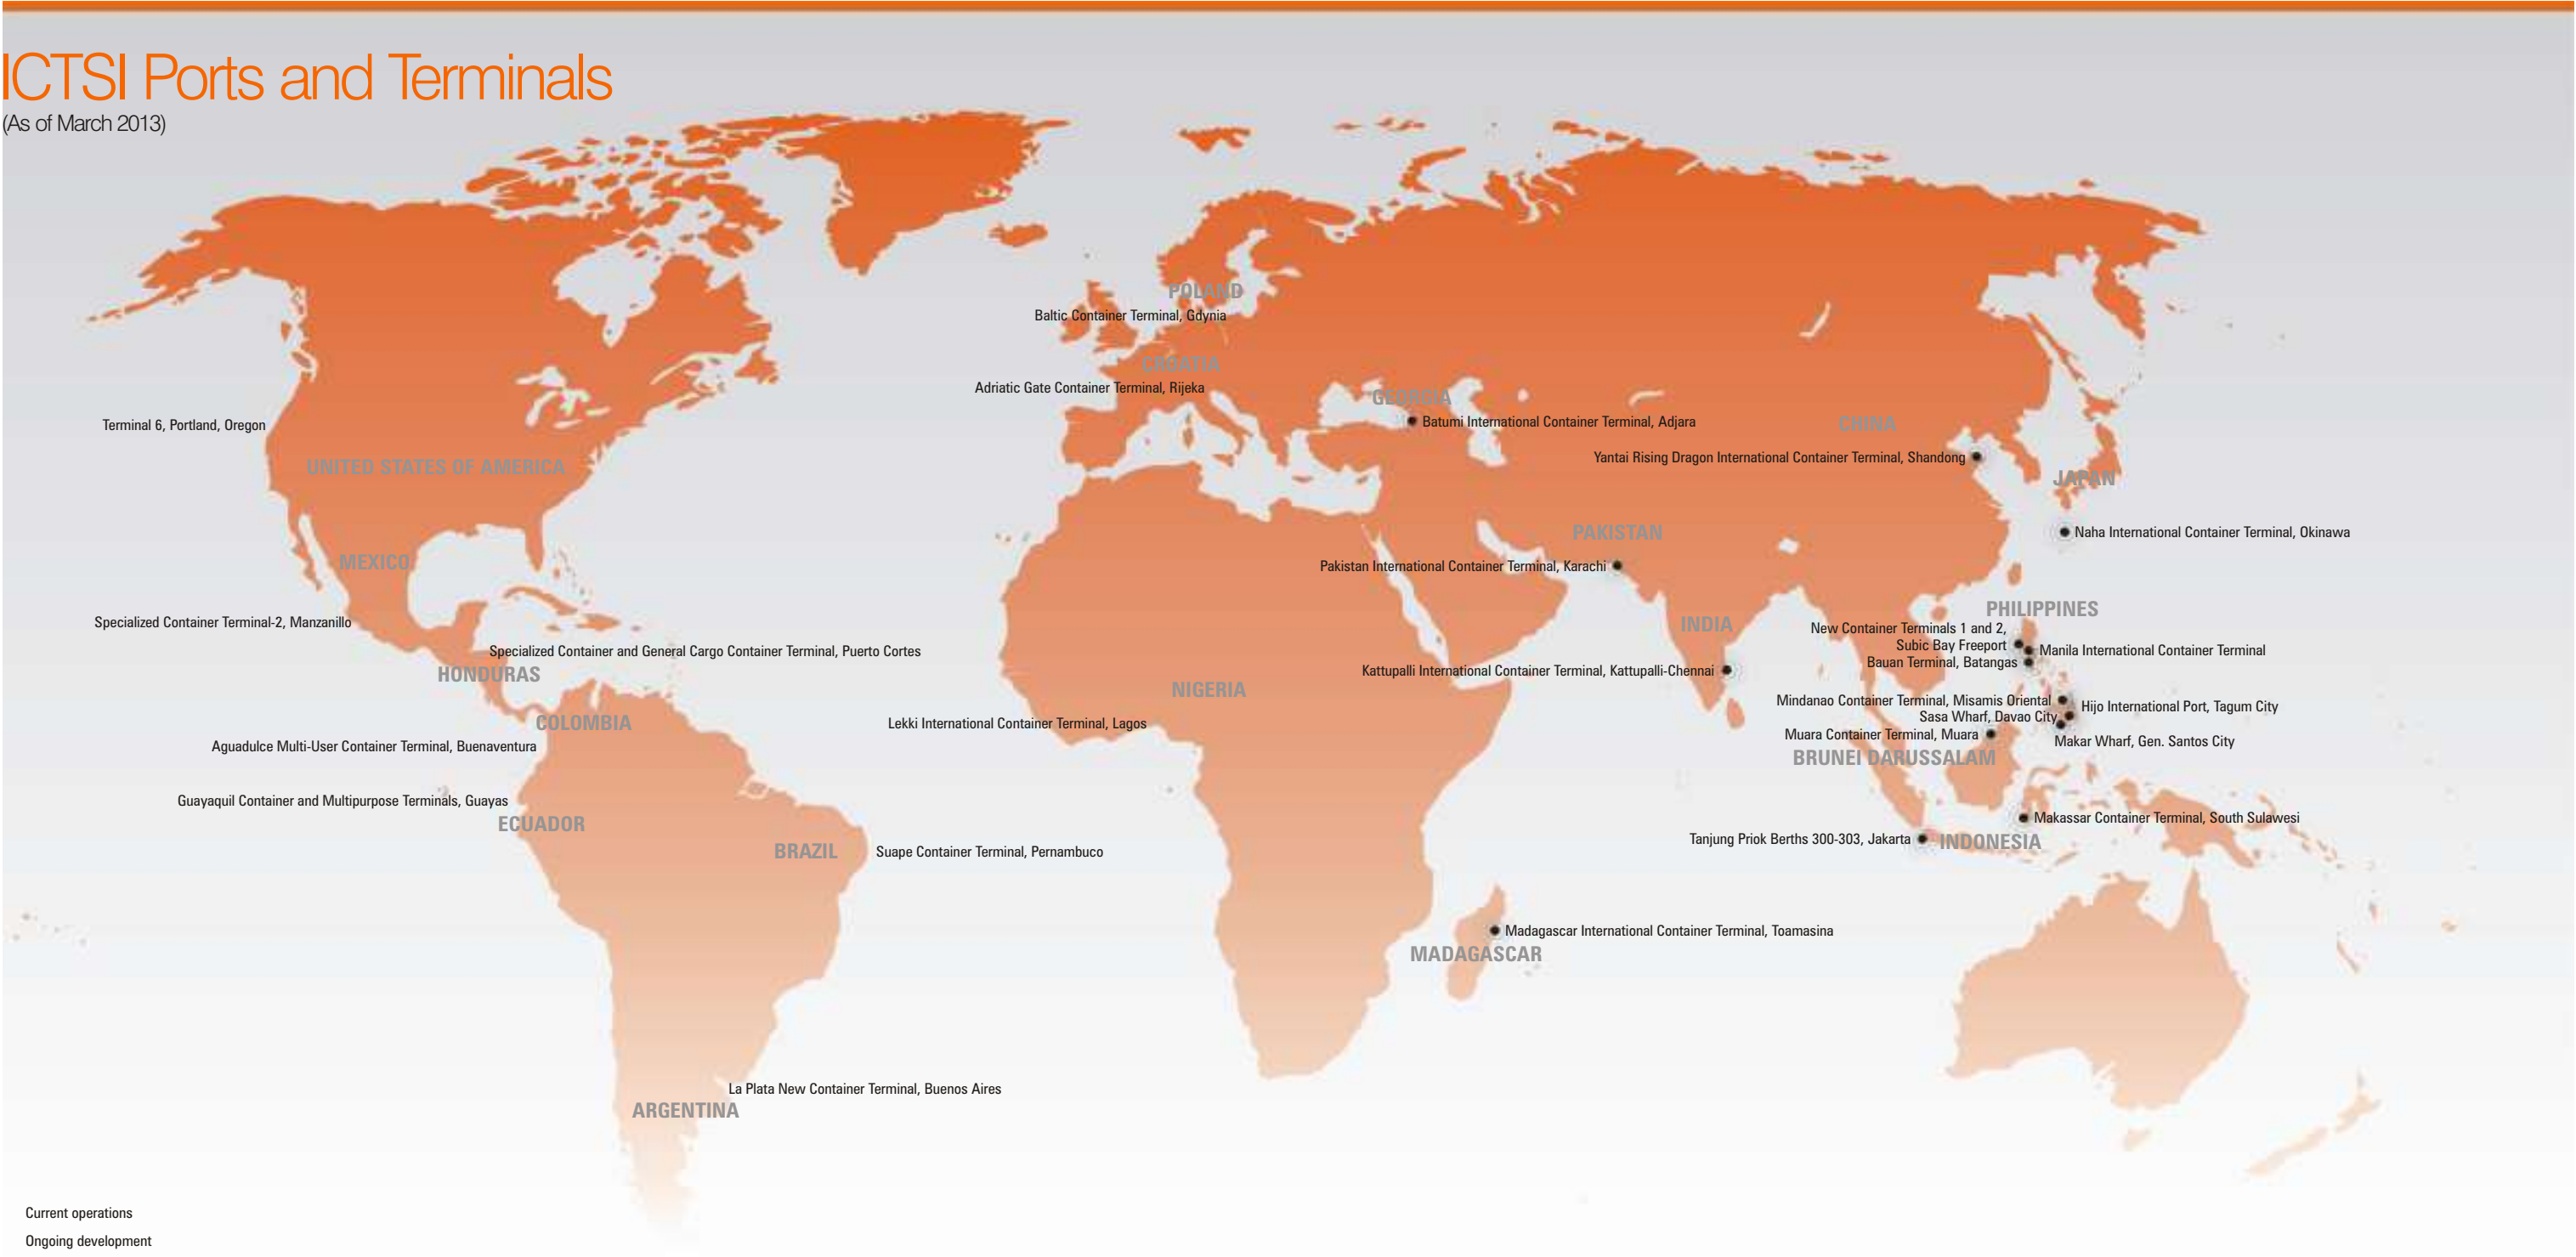 ICTSI Ports and Terminals
(As of March 2013)
POLAND
Baltic Container Terminal, Gdynia
CROATIA
Adriatic Gate Container Terminal, Rijeka
GEORGIA
Batumi International Container Terminal, Adjara
CHINA
Yantai Rising Dragon International Container Terminal, Shandong
JAPAN
Naha International Container Terminal, Okinawa
Terminal 6, Portland, Oregon
UNITED STATES OF AMERICA
MEXICO
Specialized Container Terminal-2, Manzanillo
Specialized Container and General Cargo Container Terminal, Puerto Cortes
HONDURAS
COLOMBIA
Aguadulce Multi-User Container Terminal, Buenaventura
Guayaquil Container and Multipurpose Terminals, Guayas
ECUADOR
BRAZIL
Suape Container Terminal, Pernambuco
La Plata New Container Terminal, Buenos Aires
ARGENTINA
NIGERIA
Lekki International Container Terminal, Lagos
PAKISTAN
Pakistan International Container Terminal, Karachi
INDIA
Kattupalli International Container Terminal, Kattupalli-Chennai
PHILIPPINES
New Container Terminals 1 and 2,
Subic Bay Freeport
Manila International Container Terminal
Bauan Terminal, Batangas
Mindanao Container Terminal, Misamis Oriental
Hijo International Port, Tagum City
Sasa Wharf, Davao City
Makar Wharf, Gen. Santos City
Muara Container Terminal, Muara
BRUNEI DARUSSALAM
Makassar Container Terminal, South Sulawesi
Tanjung Priok Berths 300-303, Jakarta
INDONESIA
Madagascar International Container Terminal, Toamasina
MADAGASCAR
Current operations
Ongoing development